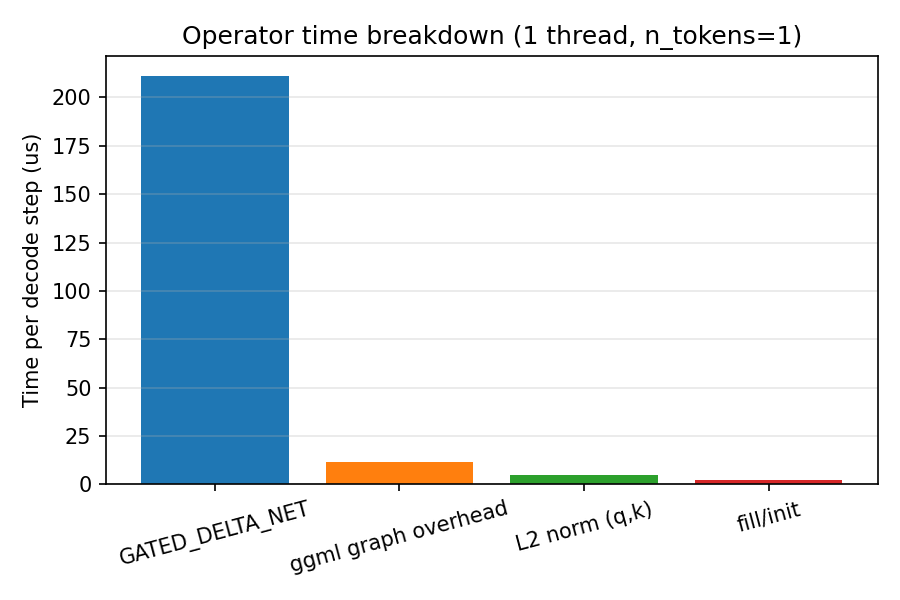 Operator time breakdown (1 thread, n_tokens=1)
Time per decode step (us)
200
175
150
125
100
75
50
25
0
GATED_DELTA_NET
ggml graph overhead
L2 norm (q,k)
fill/init